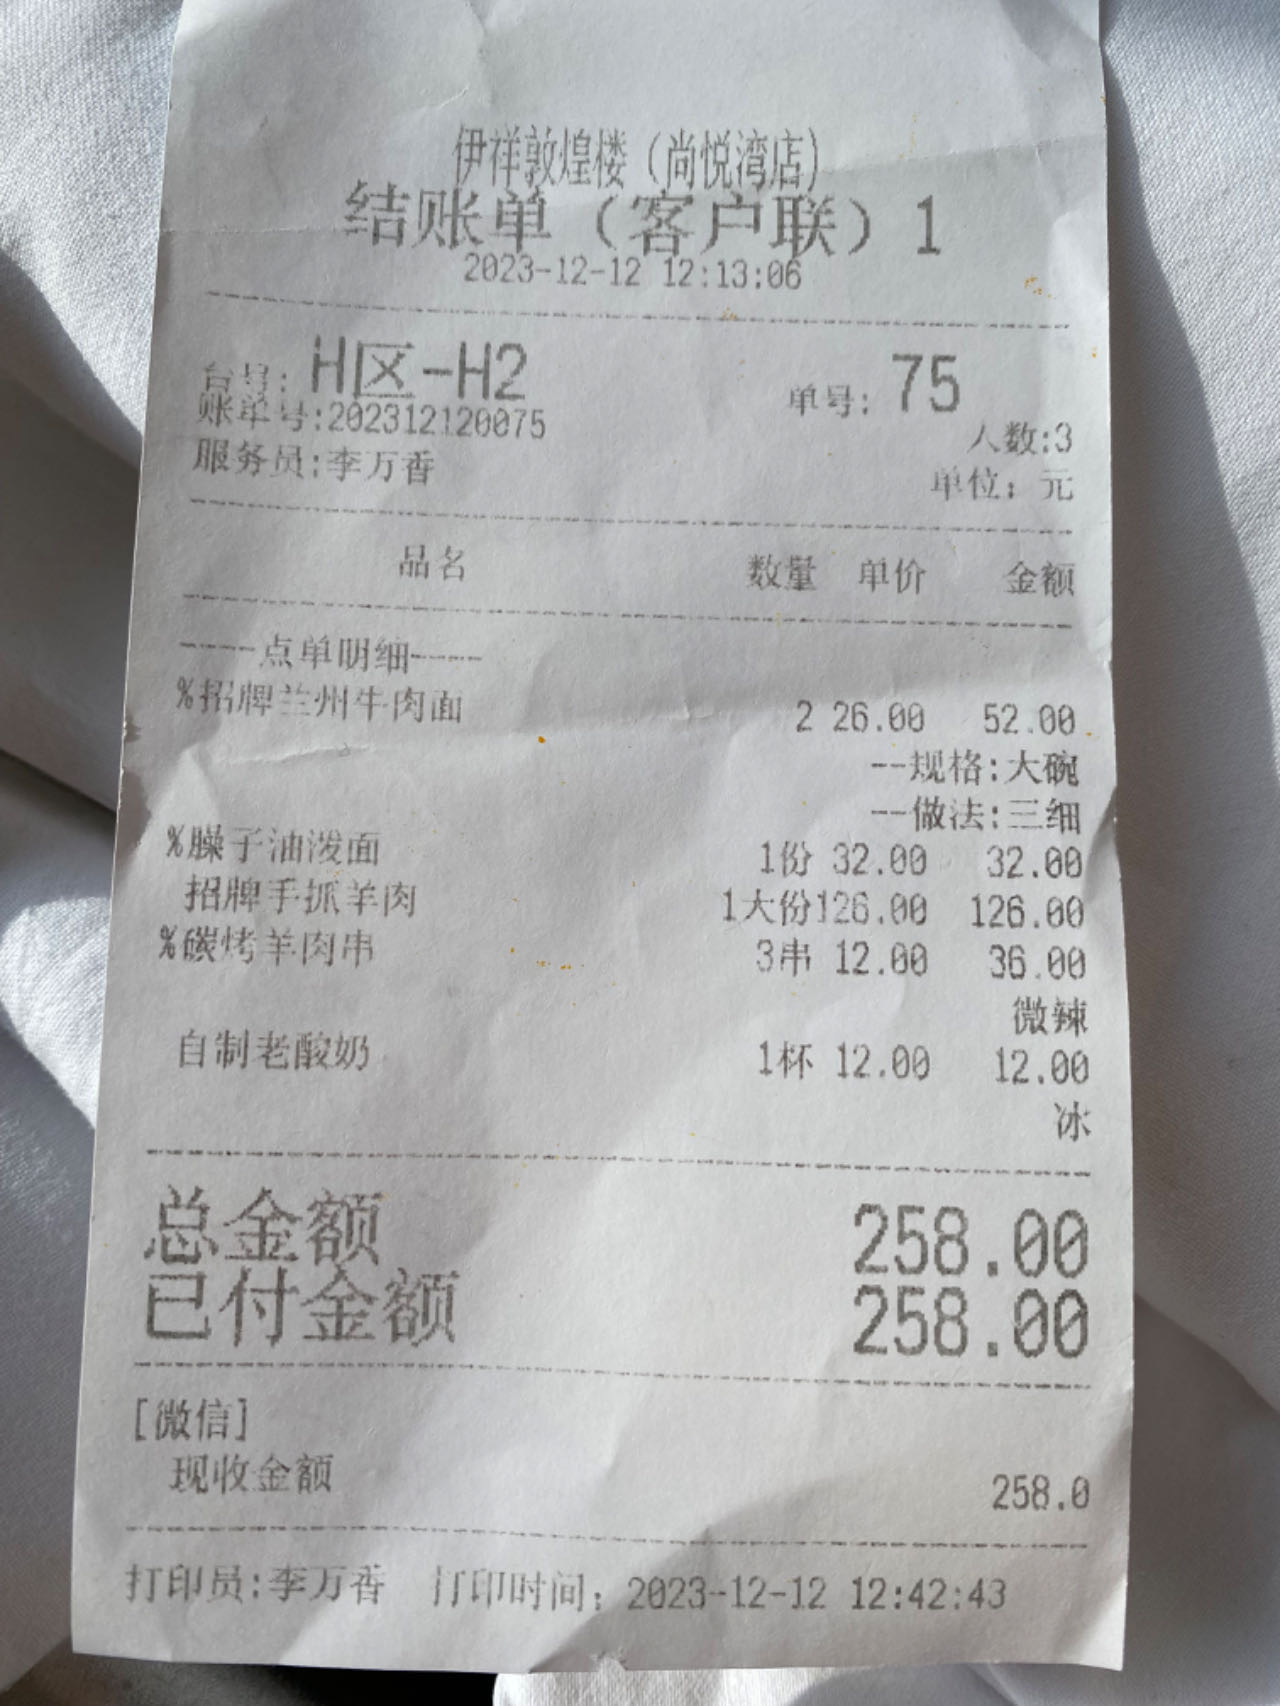 伊祥敦煌楼（尚悦湾店）
结账单（客户联）1
2023-12-12 12:13:06
台号: H区-H2 单号: 75
账单号:202312120075 人数:3
服务员:李万香 单位: 元
品名 数量 单价 金额
----点单明细----
%招牌兰州牛肉面 2 26.00 52.00
--规格:大碗
--做法:三细
%臊子油泼面 1份 32.00 32.00
招牌手抓羊肉 1大份126.00 126.00
%碳烤羊肉串 3串 12.00 36.00
微辣
自制老酸奶 1杯 12.00 12.00
冰
总金额 258.00
已付金额 258.00
[微信]
现收金额 258.0
打印员:李万香 打印时间: 2023-12-12 12:42:43